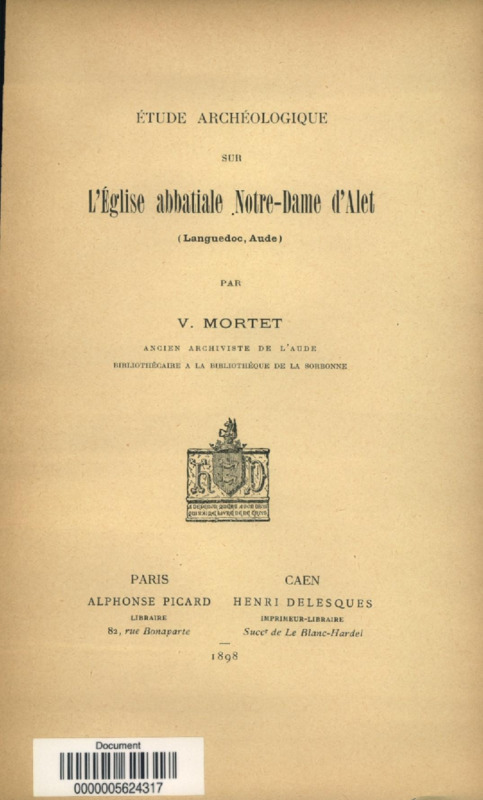 ÉTUDE ARCHÉOLOGIQUE
SUR
L'Église abbatiale Notre-Dame d'Alet
(Languedoc, Aude)
PAR
V. MORTET
ANCIEN ARCHIVISTE DE L'AUDE
BIBLIOTHÉCAIRE A LA BIBLIOTHÈQUE DE LA SORBONNE
H D
PARIS
ALPHONSE PICARD
LIBRAIRE
82, rue Bonaparte
CAEN
HENRI DELESQUES
IMPRIMEUR-LIBRAIRE
Succr de Le Blanc-Hardel
1898
Document
0000005624317